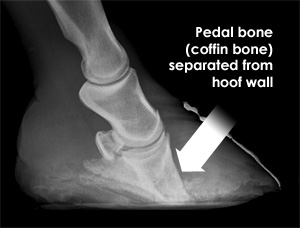 Pedal bone
(coffin bone)
separated from
hoof wall